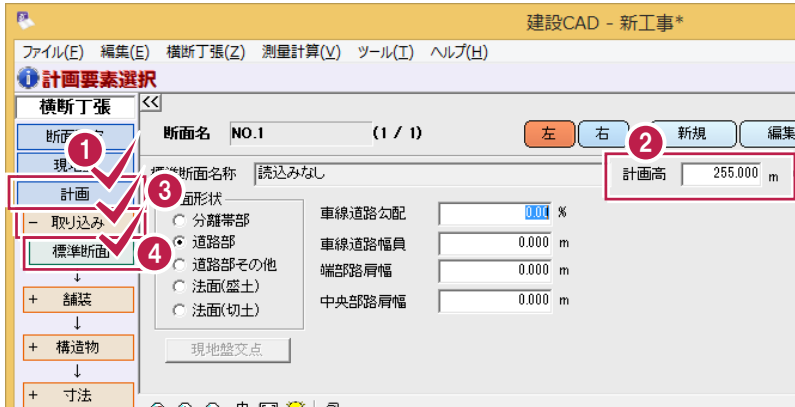 建設CAD - 新工事*
ファイル(F) 編集(E) 横断丁張(Z) 測量計算(V) ツール(T) ヘルプ(H)
計画要素選択
横断丁張
<<
断面名 NO.1 (1 / 1) 左 右 新規 編集
1
2
標準断面名称 読込みなし 計画高 255.000 m
計画
3
− 取り込み
標準断面
4
分離帯部
道路部
道路部その他
法面(盛土)
法面(切土)
車線道路勾配 0.00 %
車線道路幅員 0.000 m
端部路肩幅 0.000 m
中央部路肩幅 0.000 m
現地盤交点
↓
+ 舗装
↓
+ 構造物
↓
+ 寸法